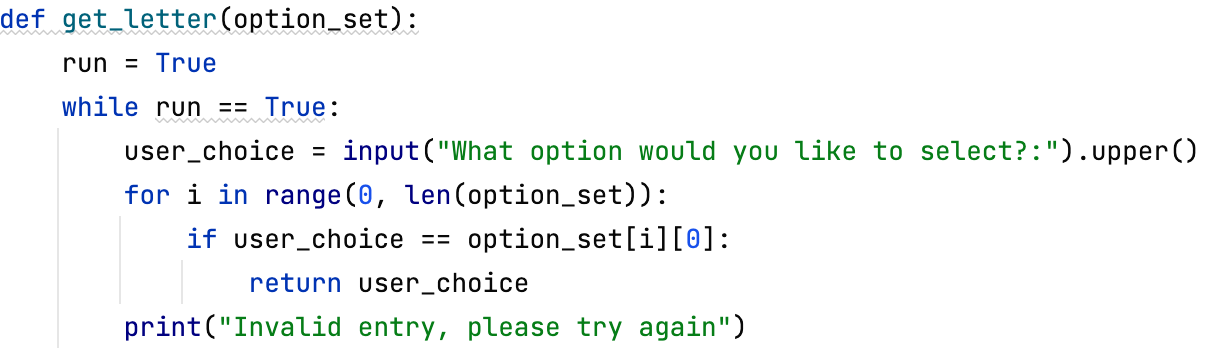 def get_letter(option_set):
    run = True
    while run == True:
        user_choice = input("What option would you like to select?:").upper()
        for i in range(0, len(option_set)):
            if user_choice == option_set[i][0]:
                return user_choice
        print("Invalid entry, please try again")